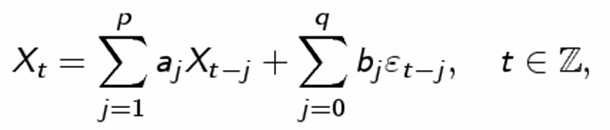 X_t = \sum_{j=1}^{p} a_j X_{t-j} + \sum_{j=0}^{q} b_j \varepsilon_{t-j}, \quad t \in \mathbb{Z},